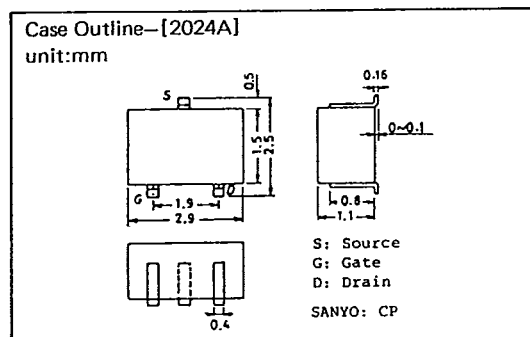 Case Outline–[2024A]
unit:mm
S
0.5
1.5
2.5
G
D
1.9
2.9
0.16
0~0.1
0.8
1.1
0.4
S: Source
G: Gate
D: Drain
SANYO: CP